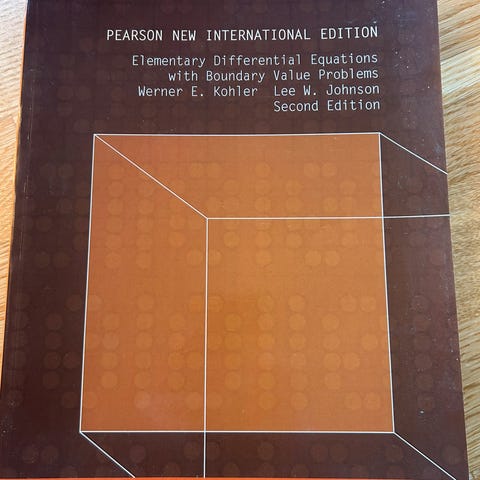 PEARSON NEW INTERNATIONAL EDITION
Elementary Differential Equations
with Boundary Value Problems
Werner E. Kohler Lee W. Johnson
Second Edition